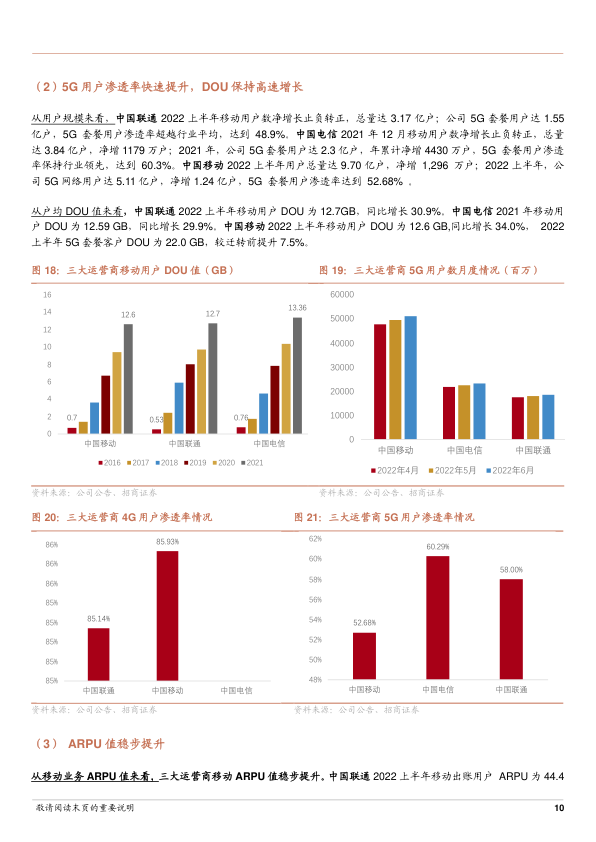 （2）5G 用户渗透率快速提升，DOU 保持高速增长
从用户规模来看，中国联通 2022 上半年移动用户数净增长止负转正，总量达 3.17 亿户；公司 5G 套餐用户达 1.55
亿户，5G 套餐用户渗透率超越行业平均，达到 48.9%。中国电信 2021 年 12 月移动用户数净增长止负转正，总量
达 3.84 亿户，净增 1179 万户；2021 年，公司 5G 套餐用户达 2.3 亿户，年累计净增 4430 万户，5G 套餐用户渗透
率保持行业领先，达到 60.3%。中国移动 2022 上半年用户总量达 9.70 亿户，净增 1,296 万户；2022 上半年，公
司 5G 网络用户达 5.11 亿户，净增 1.24 亿户，5G 套餐用户渗透率达到 52.68% 。
从户均 DOU 值来看，中国联通 2022 上半年移动用户 DOU 为 12.7GB，同比增长 30.9%。中国电信 2021 年移动用
户 DOU 为 12.59 GB，同比增长 29.9%。中国移动 2022 上半年移动用户 DOU 为 12.6 GB,同比增长 34.0%， 2022
上半年 5G 套餐客户 DOU 为 22.0 GB，较迁转前提升 7.5%。
图 18：三大运营商移动用户 DOU 值（GB）
16
14
12
10
8
6
4
2
0
0.7
12.6
0.53
12.7
0.76
13.36
中国移动 中国联通 中国电信
2016 2017 2018 2019 2020 2021
资料来源：公司公告、招商证券
图 19：三大运营商 5G 用户数月度情况（百万）
60000
50000
40000
30000
20000
10000
0
中国移动 中国电信 中国联通
2022年4月 2022年5月 2022年6月
资料来源：公司公告、招商证券
图 20：三大运营商 4G 用户渗透率情况
86%
86%
86%
85%
85%
85%
85%
85%
85.14%
85.93%
中国联通 中国移动 中国电信
资料来源：公司公告、招商证券
图 21：三大运营商 5G 用户渗透率情况
62%
60%
58%
56%
54%
52%
50%
48%
52.68%
60.29%
58.00%
中国移动 中国电信 中国联通
资料来源：公司公告、招商证券
（3） ARPU 值稳步提升
从移动业务 ARPU 值来看，三大运营商移动 ARPU 值稳步提升。中国联通 2022 上半年移动出账用户 ARPU 为 44.4
敬请阅读末页的重要说明 10